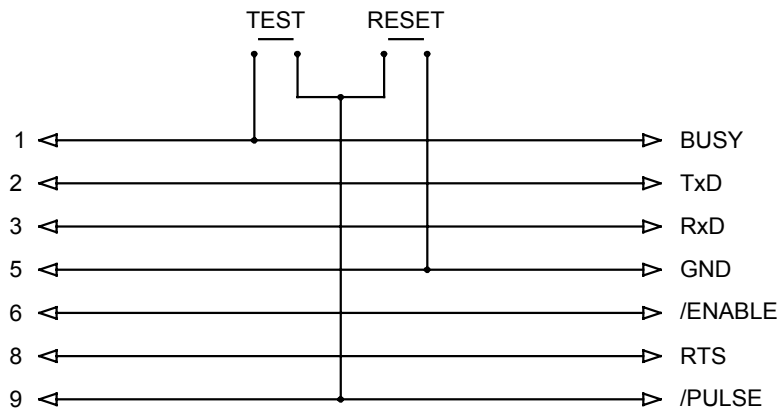 TEST RESET
1 BUSY
2 TxD
3 RxD
5 GND
6 /ENABLE
8 RTS
9 /PULSE